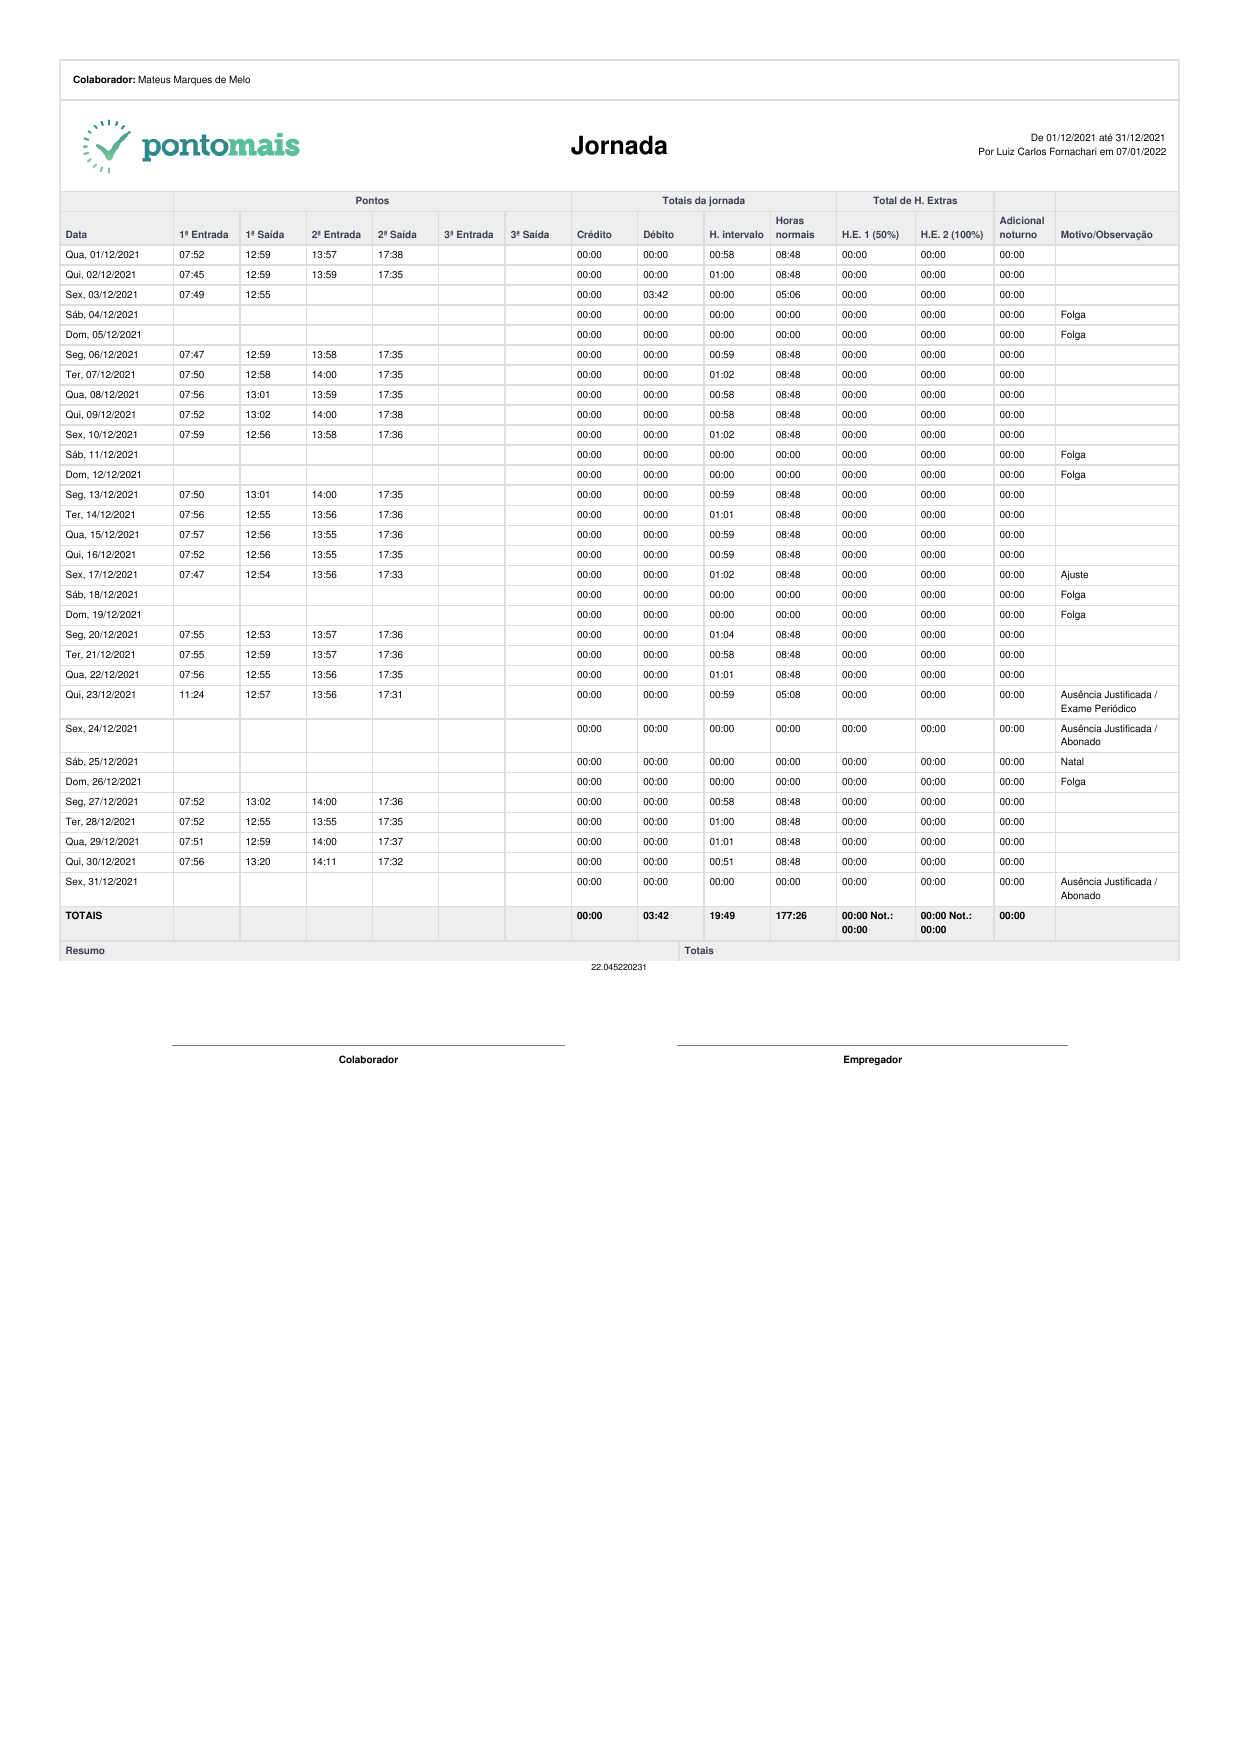 Colaborador: Mateus Marques de Melo
pontomais
Jornada
De 01/12/2021 até 31/12/2021
Por Luiz Carlos Fornachari em 07/01/2022
Pontos Totais da jornada Total de H. Extras
Data 1ª Entrada 1ª Saída 2ª Entrada 2ª Saída 3ª Entrada 3ª Saída Crédito Débito H. intervalo Horas normais H.E. 1 (50%) H.E. 2 (100%) Adicional noturno Motivo/Observação
Qua, 01/12/2021 07:52 12:59 13:57 17:38 00:00 00:00 00:58 08:48 00:00 00:00 00:00
Qui, 02/12/2021 07:45 12:59 13:59 17:35 00:00 00:00 01:00 08:48 00:00 00:00 00:00
Sex, 03/12/2021 07:49 12:55 00:00 03:42 00:00 05:06 00:00 00:00 00:00
Sáb, 04/12/2021 00:00 00:00 00:00 00:00 00:00 00:00 00:00 Folga
Dom, 05/12/2021 00:00 00:00 00:00 00:00 00:00 00:00 00:00 Folga
Seg, 06/12/2021 07:47 12:59 13:58 17:35 00:00 00:00 00:59 08:48 00:00 00:00 00:00
Ter, 07/12/2021 07:50 12:58 14:00 17:35 00:00 00:00 01:02 08:48 00:00 00:00 00:00
Qua, 08/12/2021 07:56 13:01 13:59 17:35 00:00 00:00 00:58 08:48 00:00 00:00 00:00
Qui, 09/12/2021 07:52 13:02 14:00 17:38 00:00 00:00 00:58 08:48 00:00 00:00 00:00
Sex, 10/12/2021 07:59 12:56 13:58 17:36 00:00 00:00 01:02 08:48 00:00 00:00 00:00
Sáb, 11/12/2021 00:00 00:00 00:00 00:00 00:00 00:00 00:00 Folga
Dom, 12/12/2021 00:00 00:00 00:00 00:00 00:00 00:00 00:00 Folga
Seg, 13/12/2021 07:50 13:01 14:00 17:35 00:00 00:00 00:59 08:48 00:00 00:00 00:00
Ter, 14/12/2021 07:56 12:55 13:56 17:36 00:00 00:00 01:01 08:48 00:00 00:00 00:00
Qua, 15/12/2021 07:57 12:56 13:55 17:36 00:00 00:00 00:59 08:48 00:00 00:00 00:00
Qui, 16/12/2021 07:52 12:56 13:55 17:35 00:00 00:00 00:59 08:48 00:00 00:00 00:00
Sex, 17/12/2021 07:47 12:54 13:56 17:33 00:00 00:00 01:02 08:48 00:00 00:00 00:00 Ajuste
Sáb, 18/12/2021 00:00 00:00 00:00 00:00 00:00 00:00 00:00 Folga
Dom, 19/12/2021 00:00 00:00 00:00 00:00 00:00 00:00 00:00 Folga
Seg, 20/12/2021 07:55 12:53 13:57 17:36 00:00 00:00 01:04 08:48 00:00 00:00 00:00
Ter, 21/12/2021 07:55 12:59 13:57 17:36 00:00 00:00 00:58 08:48 00:00 00:00 00:00
Qua, 22/12/2021 07:56 12:55 13:56 17:35 00:00 00:00 01:01 08:48 00:00 00:00 00:00
Qui, 23/12/2021 11:24 12:57 13:56 17:31 00:00 00:00 00:59 05:08 00:00 00:00 00:00 Ausência Justificada /
Exame Periódico
Sex, 24/12/2021 00:00 00:00 00:00 00:00 00:00 00:00 00:00 Ausência Justificada /
Abonado
Sáb, 25/12/2021 00:00 00:00 00:00 00:00 00:00 00:00 00:00 Natal
Dom, 26/12/2021 00:00 00:00 00:00 00:00 00:00 00:00 00:00 Folga
Seg, 27/12/2021 07:52 13:02 14:00 17:36 00:00 00:00 00:58 08:48 00:00 00:00 00:00
Ter, 28/12/2021 07:52 12:55 13:55 17:35 00:00 00:00 01:00 08:48 00:00 00:00 00:00
Qua, 29/12/2021 07:51 12:59 14:00 17:37 00:00 00:00 01:01 08:48 00:00 00:00 00:00
Qui, 30/12/2021 07:56 13:20 14:11 17:32 00:00 00:00 00:51 08:48 00:00 00:00 00:00
Sex, 31/12/2021 00:00 00:00 00:00 00:00 00:00 00:00 00:00 Ausência Justificada /
Abonado
TOTAIS 00:00 03:42 19:49 177:26 00:00 Not.: 00:00 Not.: 00:00
00:00 00:00
Resumo Totais
22.045220231
Colaborador Empregador